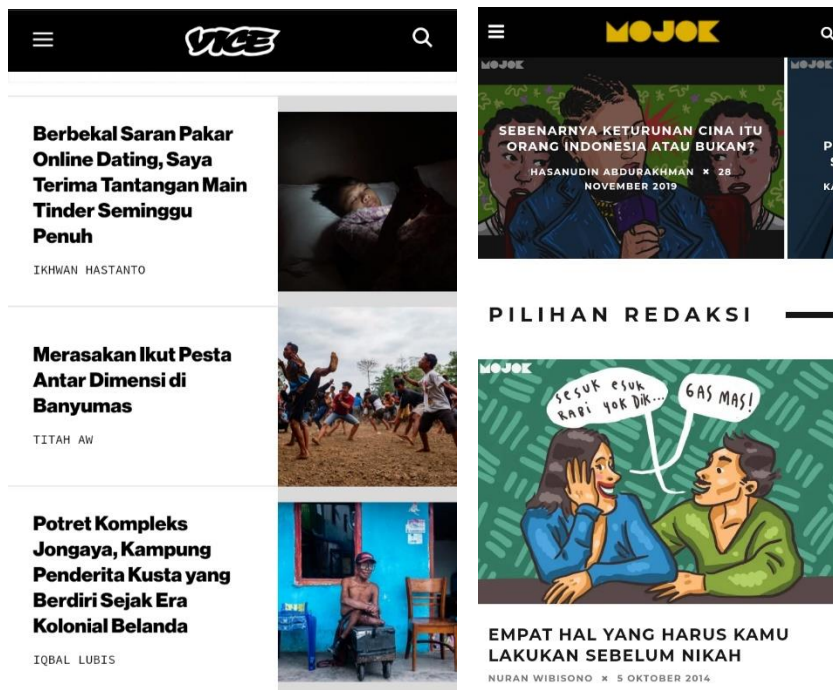 VICE
Berbekal Saran Pakar
Online Dating, Saya
Terima Tantangan Main
Tinder Seminggu
Penuh
IKHWAN HASTANTO
Merasakan Ikut Pesta
Antar Dimensi di
Banyumas
TITAH AW
Potret Kompleks
Jongaya, Kampung
Penderita Kusta yang
Berdiri Sejak Era
Kolonial Belanda
IQBAL LUBIS
MOJOK
MOJOK
MOJOK
SEBENARNYA KETURUNAN CINA ITU
ORANG INDONESIA ATAU BUKAN?
HASANUDIN ABDURAKHMAN × 28
NOVEMBER 2019
P
S
KA
PILIHAN REDAKSI
MOJOK
sesuk esuk
RABi yok Dik...
GAS MAS!
EMPAT HAL YANG HARUS KAMU
LAKUKAN SEBELUM NIKAH
NURAN WIBISONO × 5 OKTOBER 2014